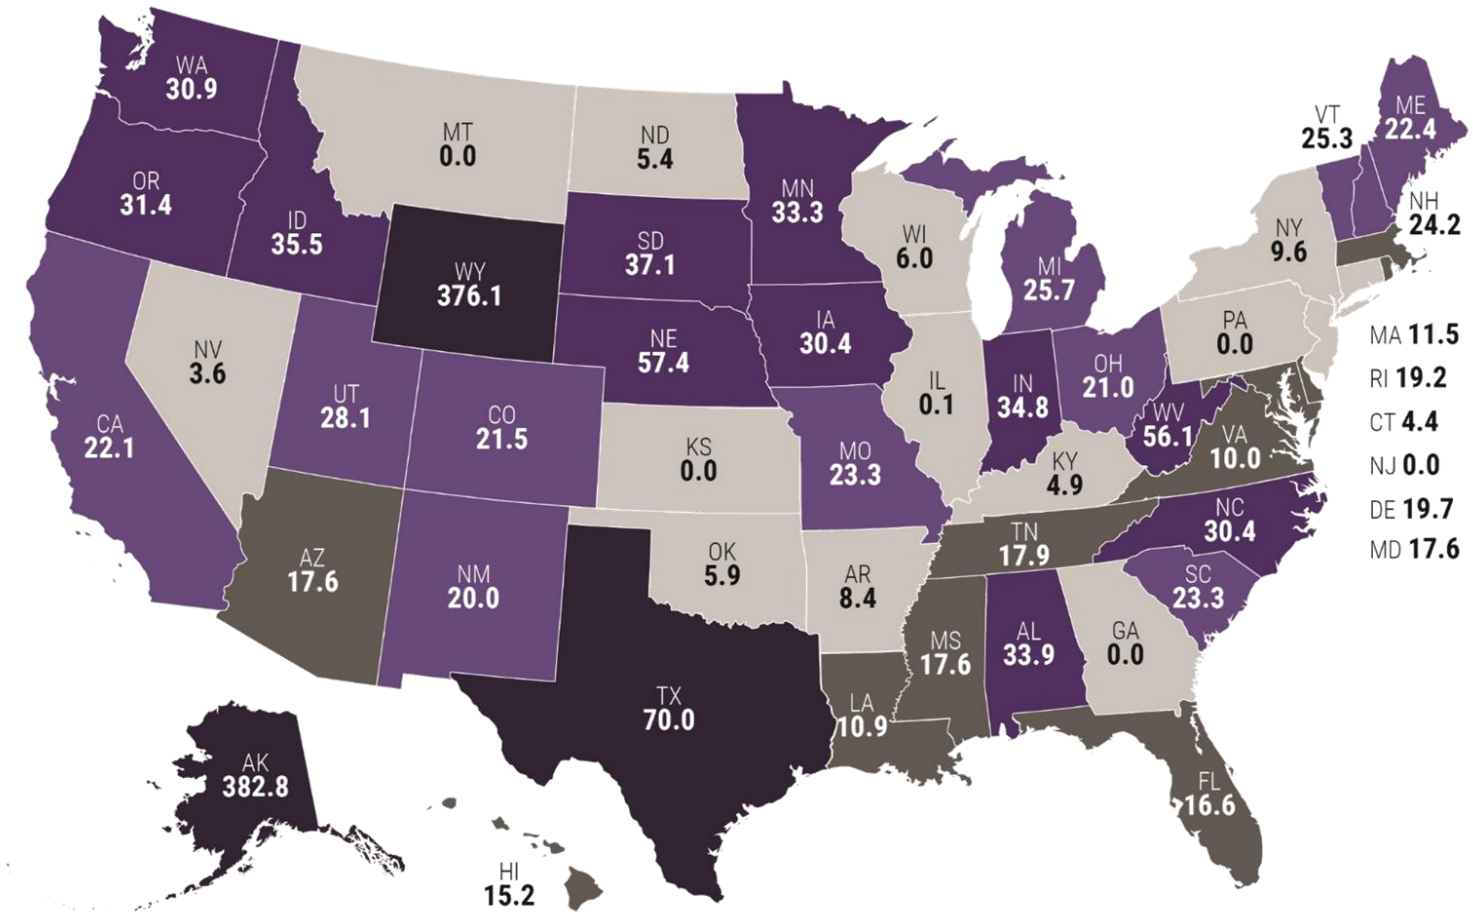 WA
30.9
OR
31.4
CA
22.1
ID
35.5
NV
3.6
MT
0.0
WY
376.1
UT
28.1
CO
21.5
AZ
17.6
NM
20.0
ND
5.4
SD
37.1
NE
57.4
KS
0.0
OK
5.9
TX
70.0
MN
33.3
IA
30.4
MO
23.3
AR
8.4
LA
10.9
WI
6.0
IL
0.1
MI
25.7
IN
34.8
OH
21.0
KY
4.9
TN
17.9
MS
17.6
AL
33.9
GA
0.0
FL
16.6
SC
23.3
NC
30.4
VA
10.0
WV
56.1
PA
0.0
NY
9.6
VT
25.3
ME
22.4
NH
24.2
MA 11.5
RI 19.2
CT 4.4
NJ 0.0
DE 19.7
MD 17.6
AK
382.8
HI
15.2